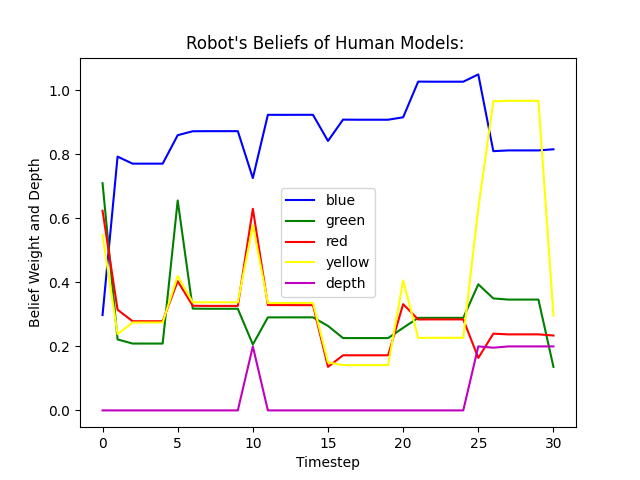 Robot's Beliefs of Human Models:
Belief Weight and Depth
1.0
0.8
0.6
0.4
0.2
0.0
blue
green
red
yellow
depth
0 5 10 15 20 25 30
Timestep